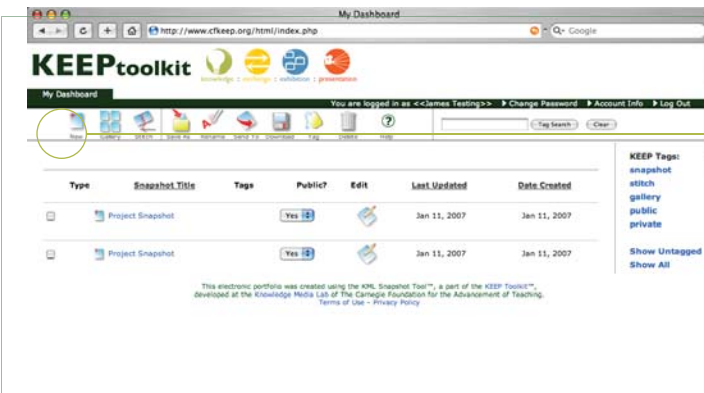 My Dashboard
http://www.cfkeep.org/html/index.php
Google
KEEPtoolkit
knowledge : exchange : exhibition : presentation
My Dashboard
You are logged in as <<James Testing>> Change Password Account Info Log Out
New Gallery Stitch Save As Rename Send To Download Tag Delete Help
Tag Search Clear
KEEP Tags:
snapshot
stitch
gallery
public
private
Show Untagged
Show All
Type Snapshot Title Tags Public? Edit Last Updated Date Created
Project Snapshot Yes Jan 11, 2007 Jan 11, 2007
Project Snapshot Yes Jan 11, 2007 Jan 11, 2007
This electronic portfolio was created using the KML Snapshot Tool™, a part of the KEEP Toolkit™,
developed at the Knowledge Media Lab of The Carnegie Foundation for the Advancement of Teaching.
Terms of Use - Privacy Policy